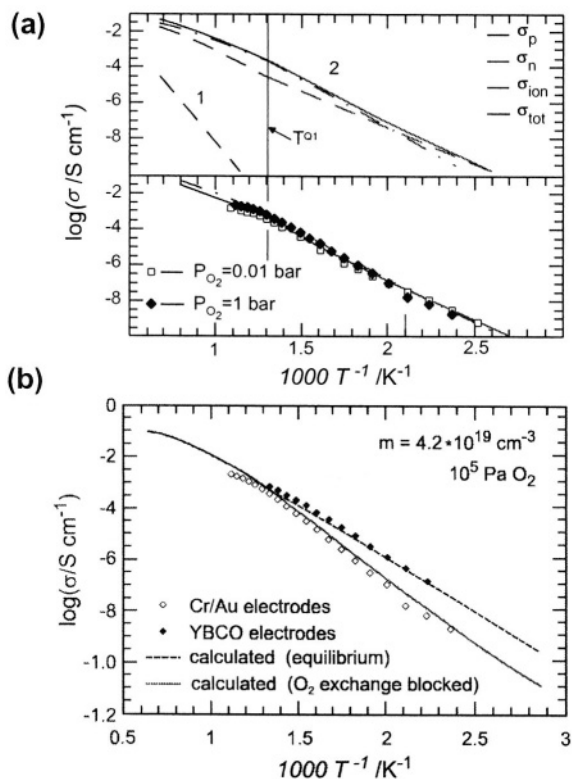 (a)
-2
-4
-6
-8
1
2
T^Q1
σp
σn
σion
σtot
log(σ /S cm⁻¹)
-2
-4
-6
-8
□ — P_O2=0.01 bar
◆ — P_O2=1 bar
1 1.5 2 2.5
1000 T⁻¹ /K⁻¹
(b)
0
-2
-4
-6
-8
-1.0
-1.2
log(σ/S cm⁻¹)
m = 4.2*10¹⁹ cm⁻³
10⁵ Pa O₂
Cr/Au electrodes
YBCO electrodes
calculated (equilibrium)
calculated (O₂ exchange blocked)
0.5 1 1.5 2 2.5 3
1000 T⁻¹ /K⁻¹